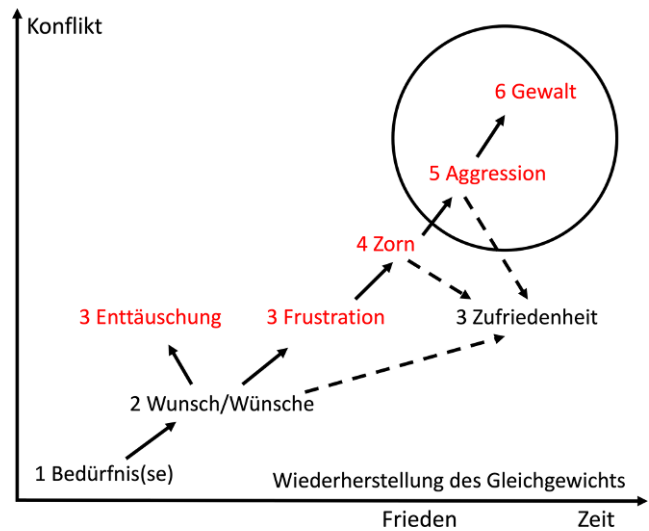 Konflikt
6 Gewalt
5 Aggression
4 Zorn
3 Enttäuschung
3 Frustration
3 Zufriedenheit
2 Wunsch/Wünsche
1 Bedürfnis(se)
Wiederherstellung des Gleichgewichts
Frieden
Zeit